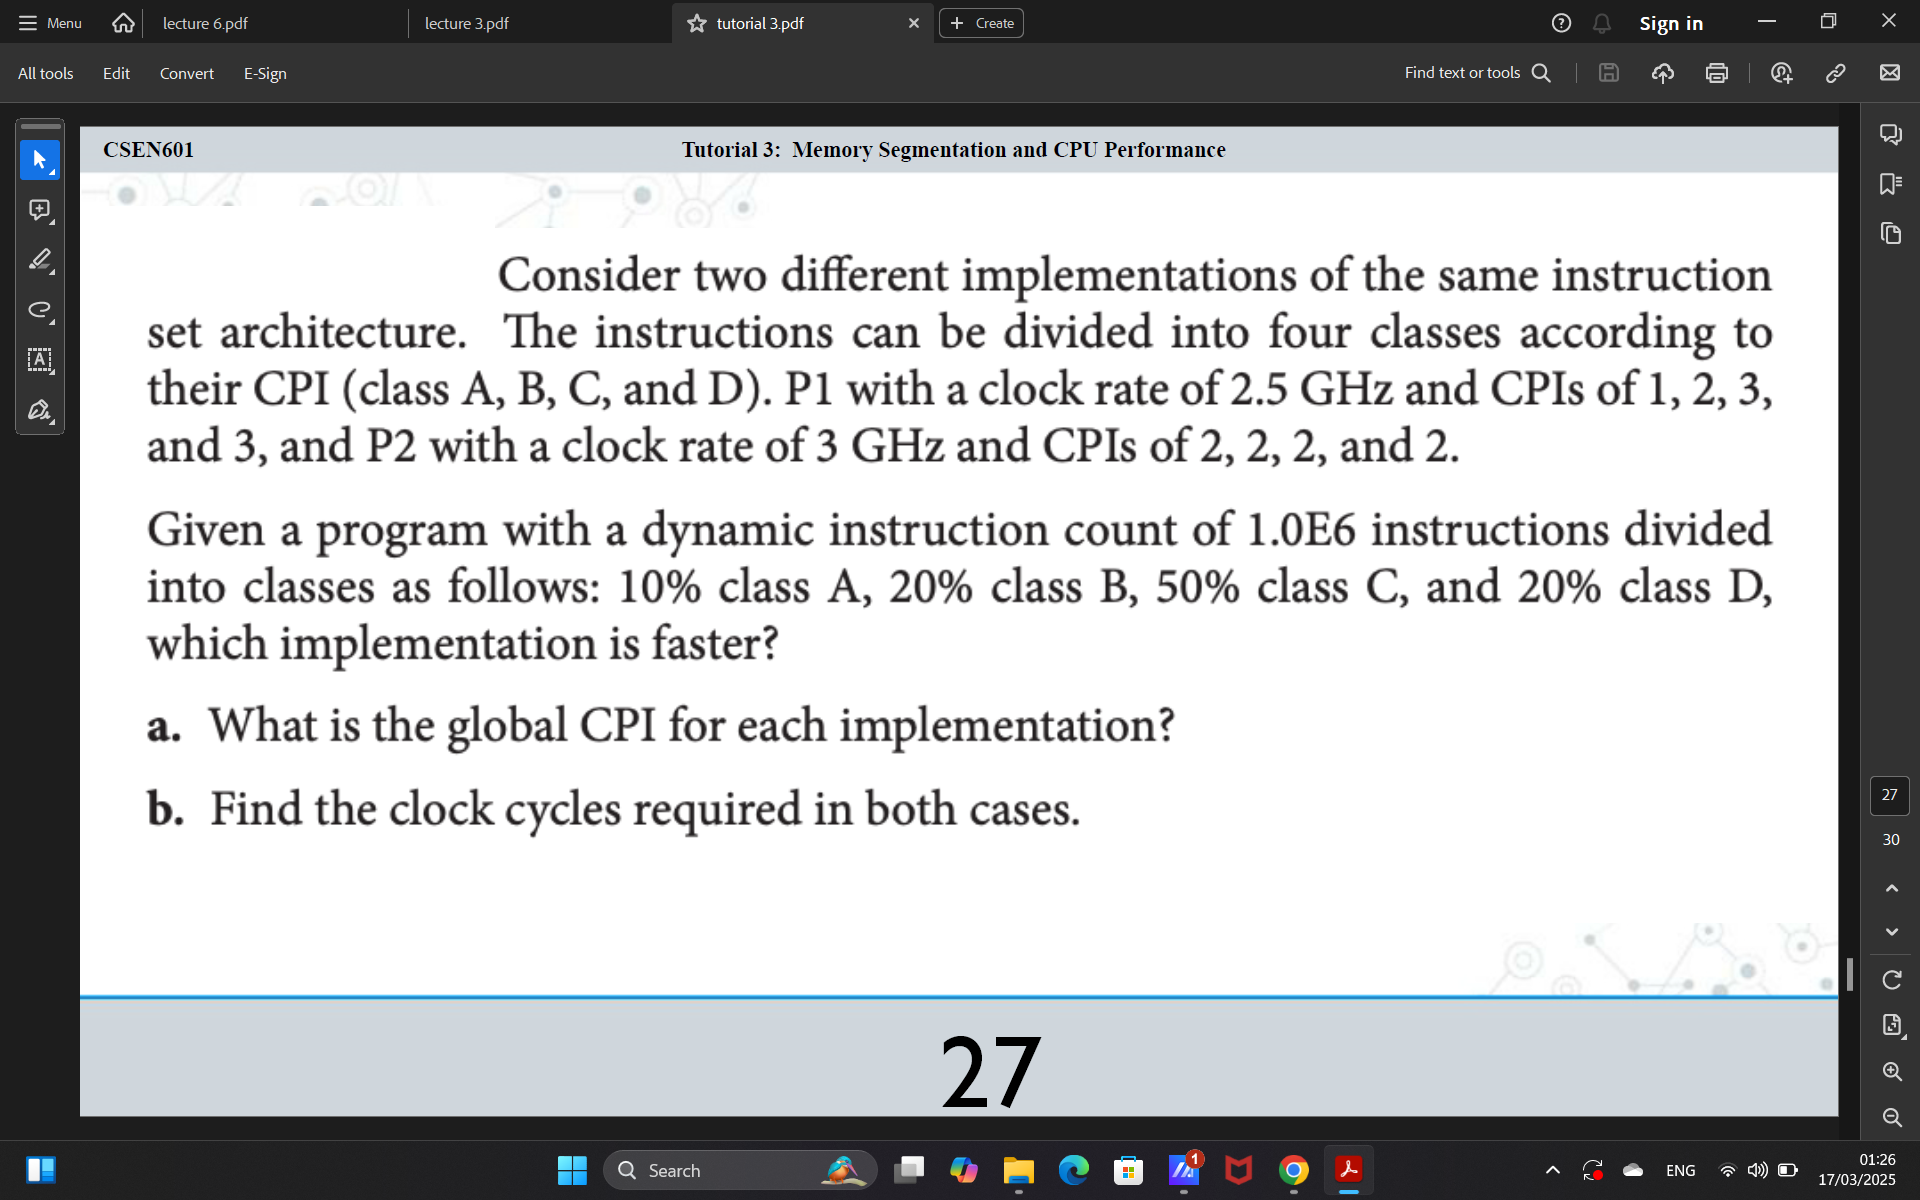 Menu
lecture 6.pdf
lecture 3.pdf
tutorial 3.pdf
Create
Sign in
All tools
Edit
Convert
E-Sign
Find text or tools
CSEN601
Tutorial 3: Memory Segmentation and CPU Performance
Consider two different implementations of the same instruction
set architecture. The instructions can be divided into four classes according to
their CPI (class A, B, C, and D). P1 with a clock rate of 2.5 GHz and CPIs of 1, 2, 3,
and 3, and P2 with a clock rate of 3 GHz and CPIs of 2, 2, 2, and 2.
Given a program with a dynamic instruction count of 1.0E6 instructions divided
into classes as follows: 10% class A, 20% class B, 50% class C, and 20% class D,
which implementation is faster?
a. What is the global CPI for each implementation?
b. Find the clock cycles required in both cases.
27
30
27
Search
1
ENG
01:26
17/03/2025